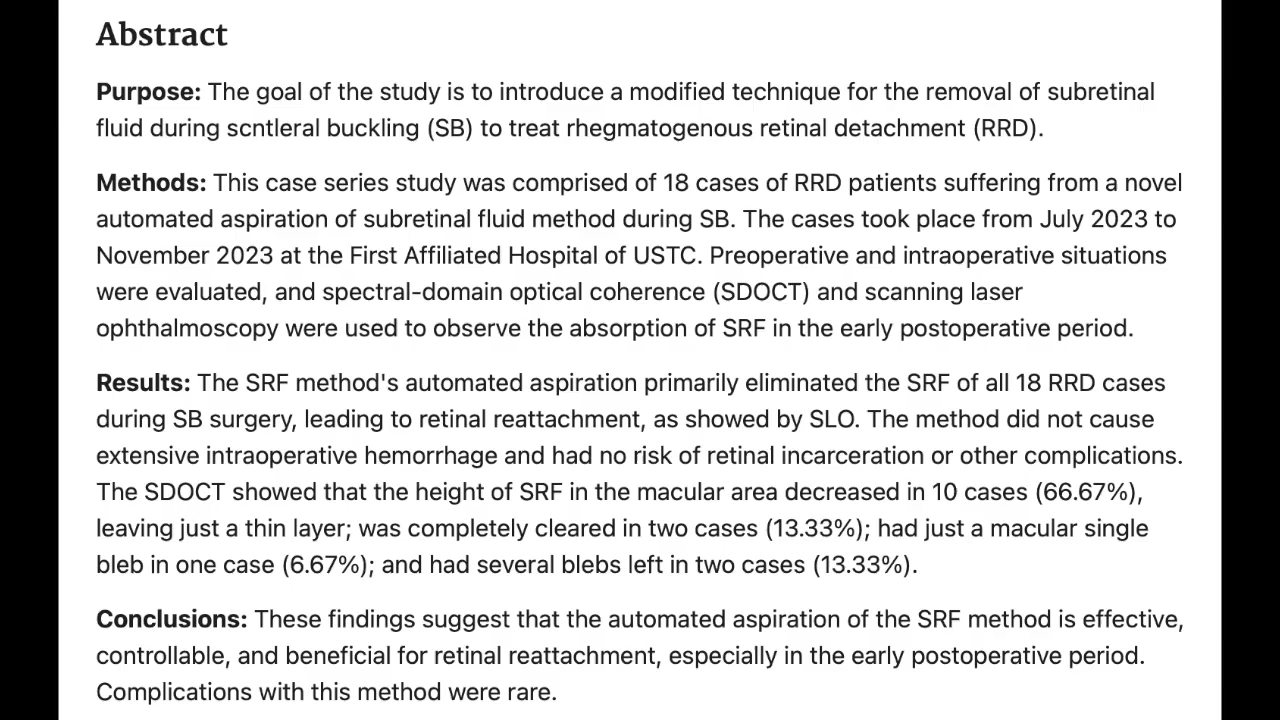 Abstract
Purpose: The goal of the study is to introduce a modified technique for the removal of subretinal
fluid during scntleral buckling (SB) to treat rhegmatogenous retinal detachment (RRD).
Methods: This case series study was comprised of 18 cases of RRD patients suffering from a novel
automated aspiration of subretinal fluid method during SB. The cases took place from July 2023 to
November 2023 at the First Affiliated Hospital of USTC. Preoperative and intraoperative situations
were evaluated, and spectral-domain optical coherence (SDOCT) and scanning laser
ophthalmoscopy were used to observe the absorption of SRF in the early postoperative period.
Results: The SRF method's automated aspiration primarily eliminated the SRF of all 18 RRD cases
during SB surgery, leading to retinal reattachment, as showed by SLO. The method did not cause
extensive intraoperative hemorrhage and had no risk of retinal incarceration or other complications.
The SDOCT showed that the height of SRF in the macular area decreased in 10 cases (66.67%),
leaving just a thin layer; was completely cleared in two cases (13.33%); had just a macular single
bleb in one case (6.67%); and had several blebs left in two cases (13.33%).
Conclusions: These findings suggest that the automated aspiration of the SRF method is effective,
controllable, and beneficial for retinal reattachment, especially in the early postoperative period.
Complications with this method were rare.